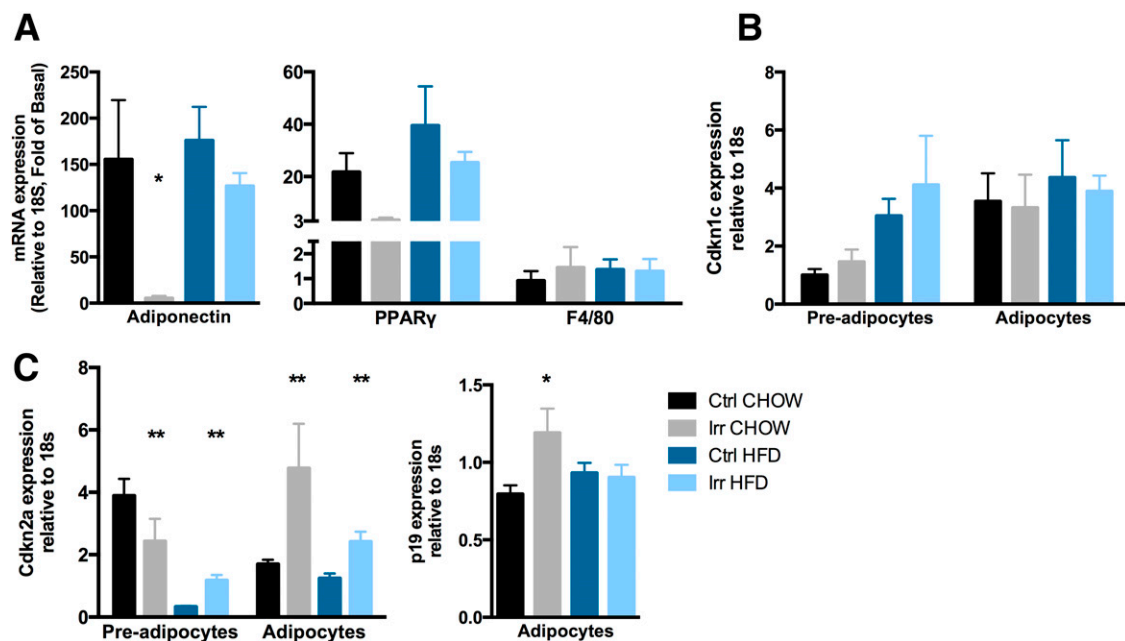 A
B
mRNA expression
(Relative to 18S, Fold of Basal)
250
200
150
100
50
0
*
Adiponectin
60
40
20
3
2
1
0
PPARγ
F4/80
Cdkn1c expression
relative to 18s
8
6
4
2
0
Pre-adipocytes
Adipocytes
C
Cdkn2a expression
relative to 18s
8
6
4
2
0
**
**
**
**
Pre-adipocytes
Adipocytes
p19 expression
relative to 18s
1.5
1.0
0.5
0.0
*
Adipocytes
Ctrl CHOW
Irr CHOW
Ctrl HFD
Irr HFD